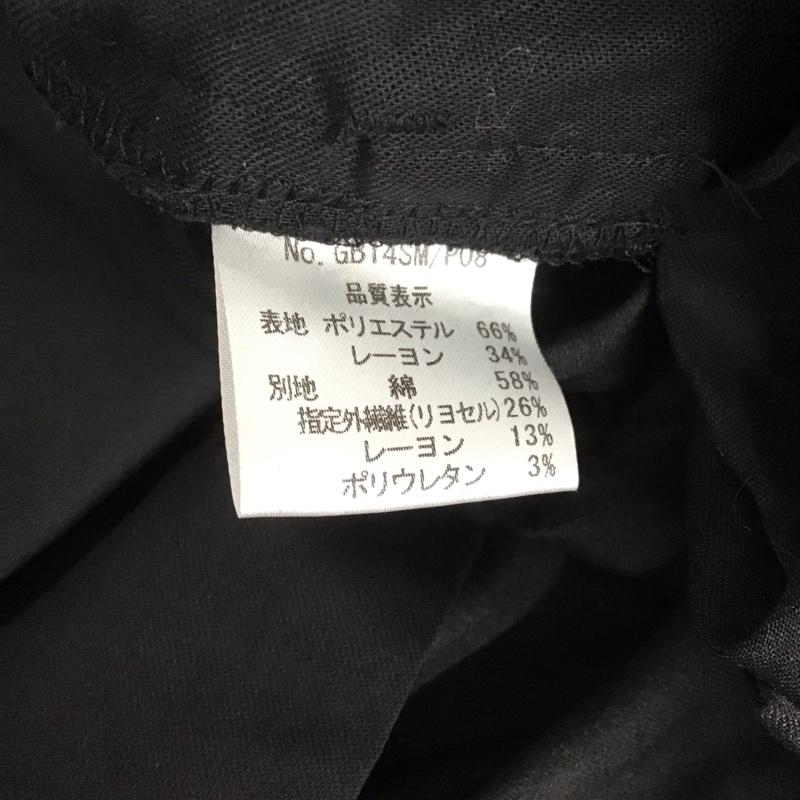 No. GB14SM/P08
品質表示
表地 ポリエステル 66%
レーヨン 34%
別地 綿 58%
指定外繊維(リヨセル) 26%
レーヨン 13%
ポリウレタン 3%